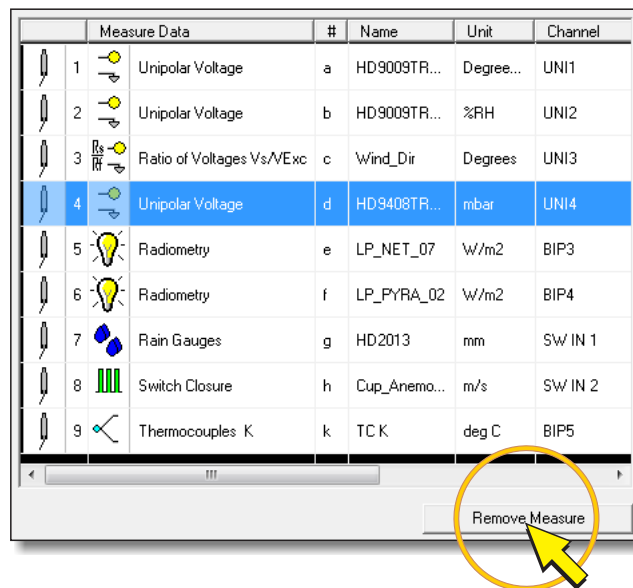 Measure Data # Name Unit Channel
1 Unipolar Voltage a HD9009TR... Degree... UNI1
2 Unipolar Voltage b HD9009TR... %RH UNI2
3 Rs Rf Ratio of Voltages Vs/VExc c Wind_Dir Degrees UNI3
4 Unipolar Voltage d HD9408TR... mbar UNI4
5 Radiometry e LP_NET_07 W/m2 BIP3
6 Radiometry f LP_PYRA_02 W/m2 BIP4
7 Rain Gauges g HD2013 mm SW IN 1
8 Switch Closure h Cup_Anemo... m/s SW IN 2
9 Thermocouples K k TC K deg C BIP5
Remove Measure